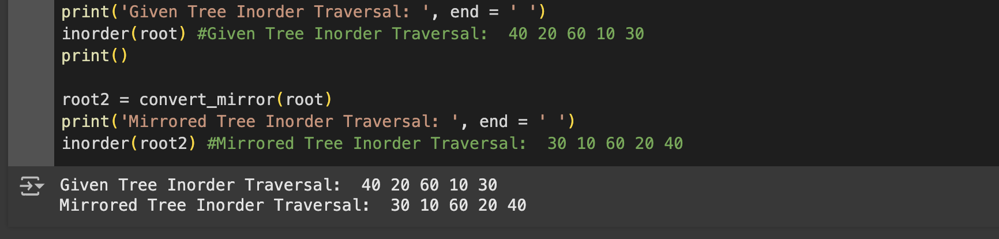 print('Given Tree Inorder Traversal: ', end = ' ')
inorder(root) #Given Tree Inorder Traversal:  40 20 60 10 30
print()
root2 = convert_mirror(root)
print('Mirrored Tree Inorder Traversal: ', end = ' ')
inorder(root2) #Mirrored Tree Inorder Traversal:  30 10 60 20 40
Given Tree Inorder Traversal:  40 20 60 10 30
Mirrored Tree Inorder Traversal:  30 10 60 20 40